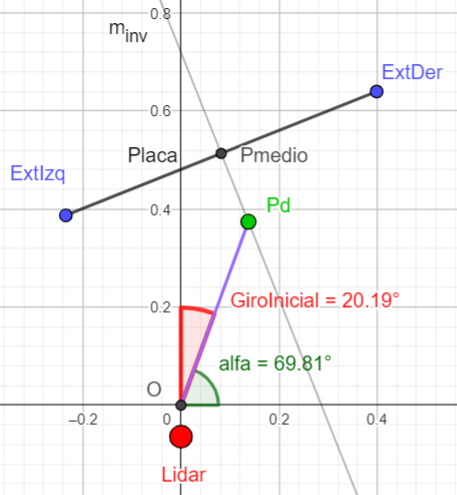 0.8
m_inv
ExtDer
0.6
Placa
Pmedio
ExtIzq
0.4
Pd
0.2
GiroInicial = 20.19°
alfa = 69.81°
O
−0.2
0
0.2
0.4
Lidar